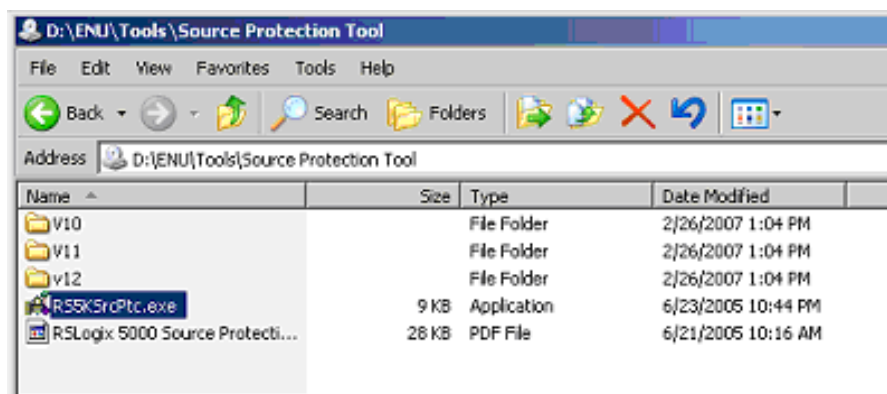 D:\ENU\Tools\Source Protection Tool
File Edit View Favorites Tools Help
Back Search Folders
Address D:\ENU\Tools\Source Protection Tool
Name Size Type Date Modified
V10 File Folder 2/26/2007 1:04 PM
V11 File Folder 2/26/2007 1:04 PM
v12 File Folder 2/26/2007 1:04 PM
RS5KSrcPtc.exe 9 KB Application 6/23/2005 10:44 PM
RSLogix 5000 Source Protecti... 28 KB PDF File 6/21/2005 10:16 AM